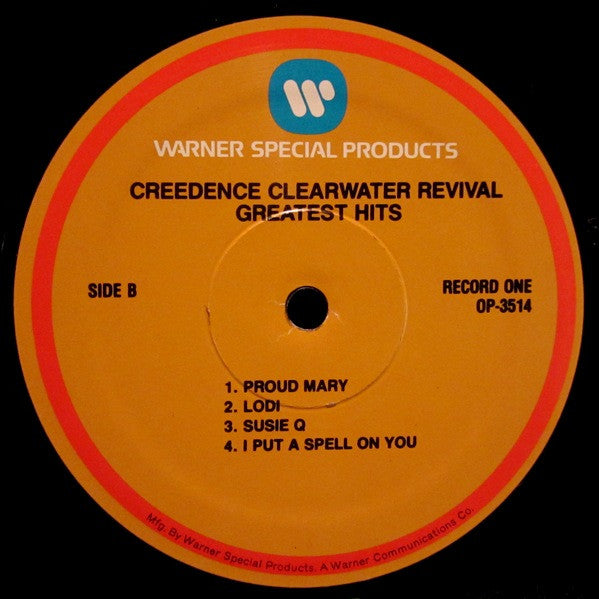 WARNER SPECIAL PRODUCTS
CREEDENCE CLEARWATER REVIVAL
GREATEST HITS
SIDE B
RECORD ONE
OP-3514
1. PROUD MARY
2. LODI
3. SUSIE Q
4. I PUT A SPELL ON YOU
Mfg. By Warner Special Products. A Warner Communications Co.